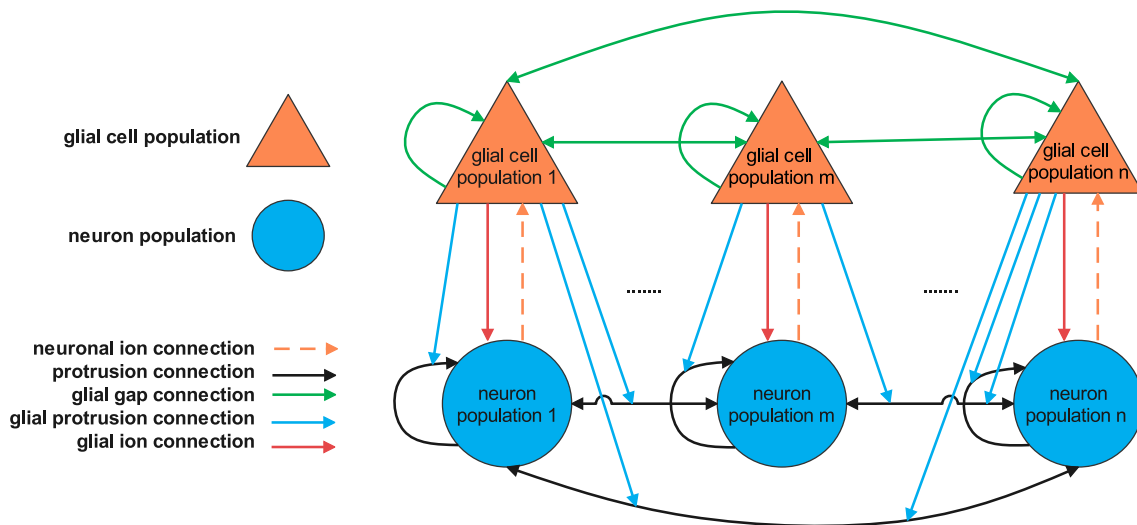 glial cell population
neuron population
neuronal ion connection
protrusion connection
glial gap connection
glial protrusion connection
glial ion connection
glial cell
population 1
glial cell
population m
glial cell
population n
.......
.......
neuron
population 1
neuron
population m
neuron
population n